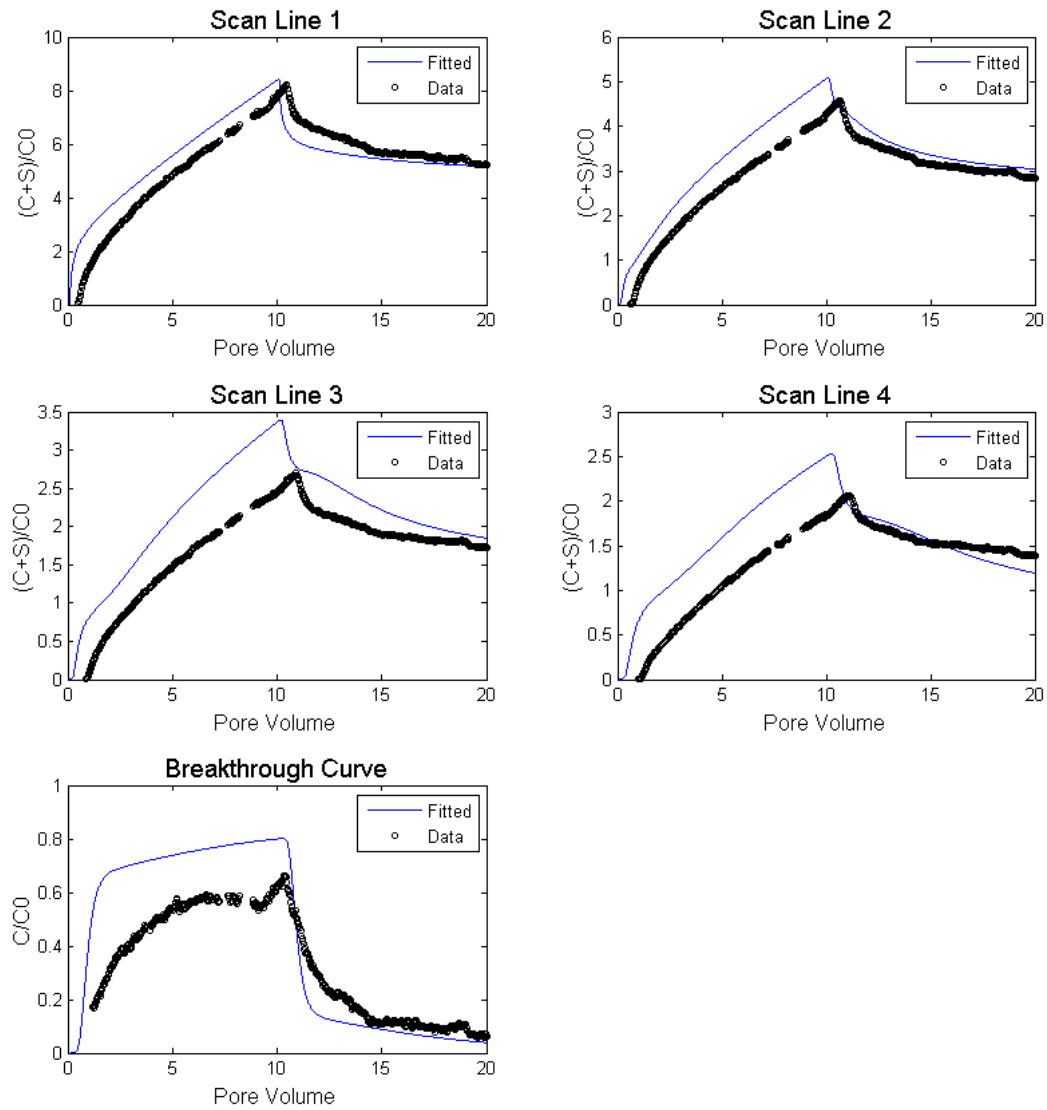 Scan Line 1
10
8
6
4
2
0
(C+S)/C0
Fitted
Data
0 5 10 15 20
Pore Volume
Scan Line 2
6
5
4
3
2
1
0
(C+S)/C0
Fitted
Data
0 5 10 15 20
Pore Volume
Scan Line 3
3.5
3
2.5
2
1.5
1
0.5
0
(C+S)/C0
Fitted
Data
0 5 10 15 20
Pore Volume
Scan Line 4
3
2.5
2
1.5
1
0.5
0
(C+S)/C0
Fitted
Data
0 5 10 15 20
Pore Volume
Breakthrough Curve
1
0.8
0.6
0.4
0.2
0
C/C0
Fitted
Data
0 5 10 15 20
Pore Volume